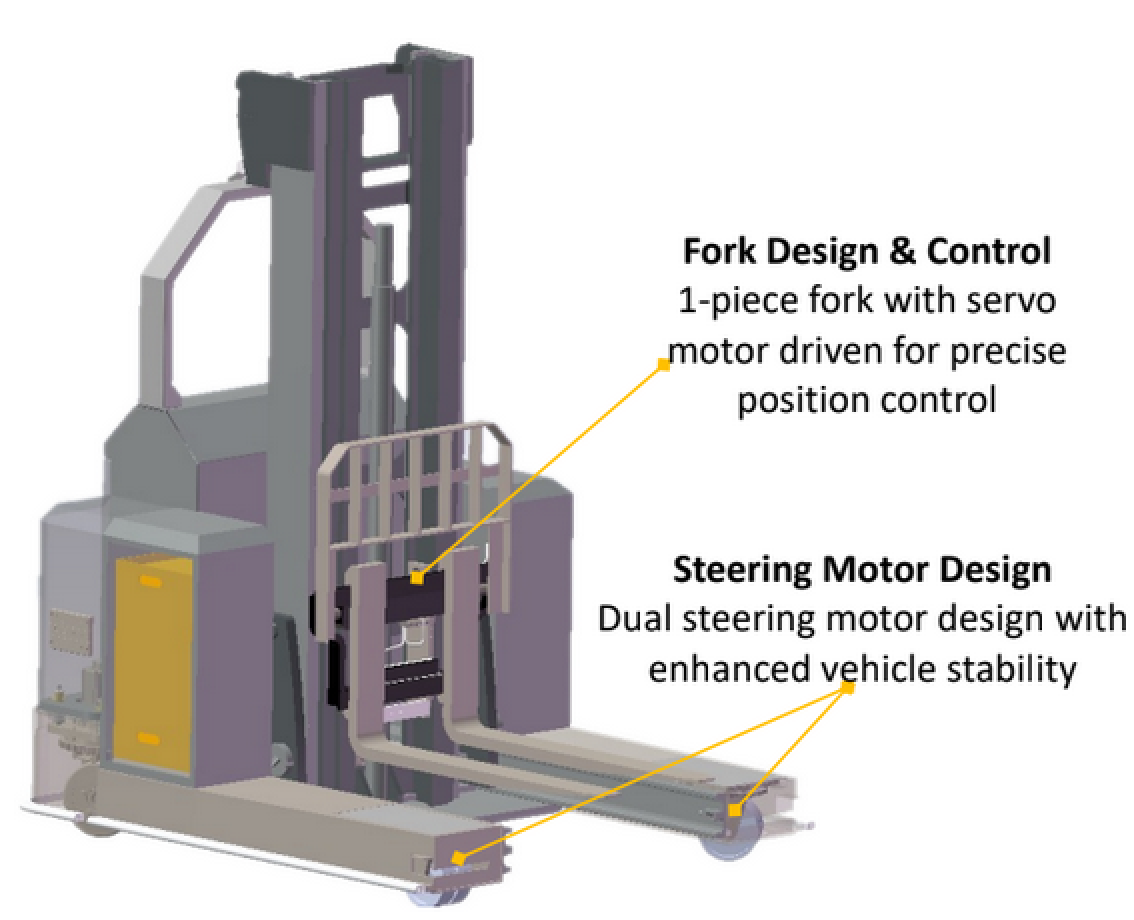 Fork Design & Control
1-piece fork with servo
motor driven for precise
position control
Steering Motor Design
Dual steering motor design with
enhanced vehicle stability